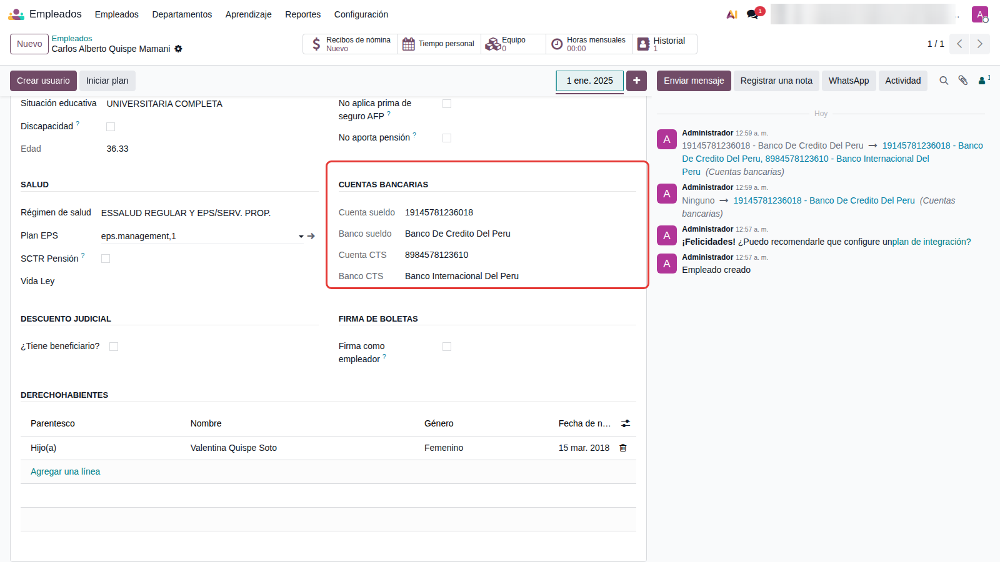 Empleados
Empleados Departamentos Aprendizaje Reportes Configuración
1
A
Nuevo
Empleados
Carlos Alberto Quispe Mamani
Recibos de nómina
Nuevo
Tiempo personal
Equipo
0
Horas mensuales
00:00
Historial
1
1 / 1
Crear usuario
Iniciar plan
1 ene. 2025
+
Enviar mensaje
Registrar una nota
WhatsApp
Actividad
1
Situación educativa UNIVERSITARIA COMPLETA
Discapacidad ?
Edad 36.33
No aplica prima de
seguro AFP ?
No aporta pensión ?
SALUD
Régimen de salud ESSALUD REGULAR Y EPS/SERV. PROP.
Plan EPS eps.management,1
SCTR Pensión ?
Vida Ley
CUENTAS BANCARIAS
Cuenta sueldo 19145781236018
Banco sueldo Banco De Credito Del Peru
Cuenta CTS 8984578123610
Banco CTS Banco Internacional Del Peru
DESCUENTO JUDICIAL
¿Tiene beneficiario?
FIRMA DE BOLETAS
Firma como
empleador ?
DERECHOHABIENTES
Parentesco Nombre Género Fecha de n…
Hijo(a) Valentina Quispe Soto Femenino 15 mar. 2018
Agregar una línea
Hoy
A
Administrador 12:59 a. m.
19145781236018 - Banco De Credito Del Peru → 19145781236018 - Banco
De Credito Del Peru, 8984578123610 - Banco Internacional Del
Peru (Cuentas bancarias)
A
Administrador 12:59 a. m.
Ninguno → 19145781236018 - Banco De Credito Del Peru (Cuentas
bancarias)
A
Administrador 12:57 a. m.
¡Felicidades! ¿Puedo recomendarle que configure unplan de integración?
A
Administrador 12:57 a. m.
Empleado creado